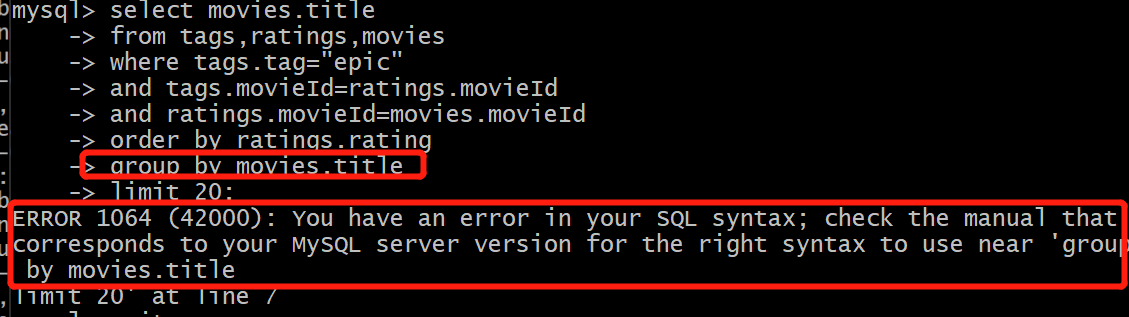 mysql> select movies.title
-> from tags,ratings,movies
-> where tags.tag="epic"
-> and tags.movieId=ratings.movieId
-> and ratings.movieId=movies.movieId
-> order by ratings.rating
-> group by movies.title
-> limit 20;
ERROR 1064 (42000): You have an error in your SQL syntax; check the manual that
corresponds to your MySQL server version for the right syntax to use near 'group
by movies.title
limit 20' at line 7